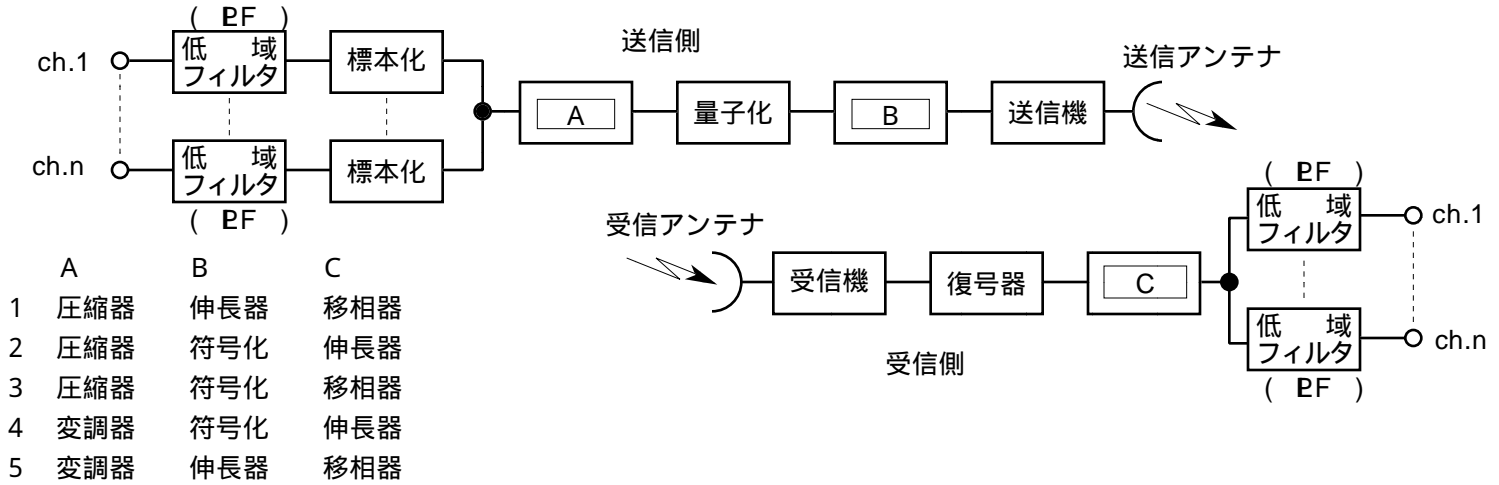 ( LPF )
低 域
フィルタ
標本化
ch.1
送信側
送信アンテナ
A
量子化
B
送信機
ch.n
低 域
フィルタ
標本化
( LPF )
受信アンテナ
受信機
復号器
C
( LPF )
低 域
フィルタ
ch.1
低 域
フィルタ
ch.n
( LPF )
受信側
A B C
1 圧縮器 伸長器 移相器
2 圧縮器 符号化 伸長器
3 圧縮器 符号化 移相器
4 変調器 符号化 伸長器
5 変調器 伸長器 移相器